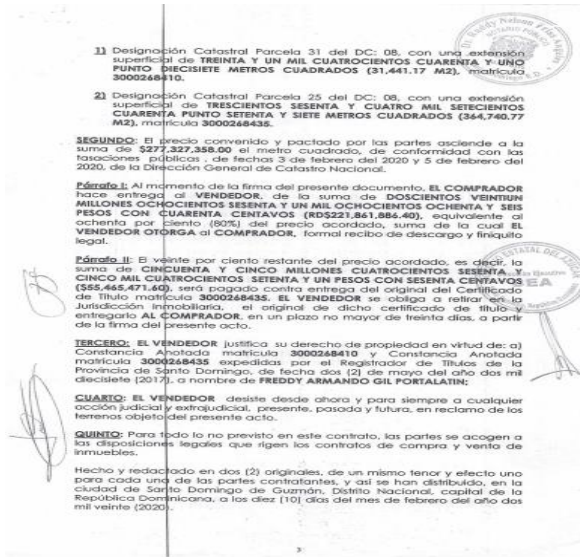 1) Designación Catastral Parcela 31 del DC: 08, con una extensión
superficial de TREINTA Y UN MIL CUATROCIENTOS CUARENTA Y UNO
PUNTO DIECISIETE METROS CUADRADOS (31,441.17 M2), matrícula
3000268410.
2) Designación Catastral Parcela 25 del DC: 08, con una extensión
superficial de TRESCIENTOS SESENTA Y CUATRO MIL SETECIENTOS
CUARENTA PUNTO SETENTA Y SIETE METROS CUADRADOS (364,740.77
M2), matrícula 3000268435.
SEGUNDO: El precio convenido y pactado por las partes asciende a la
suma de $277,327,358.00 el metro cuadrado, de conformidad con las
tasaciones públicas , de fechas 3 de febrero del 2020 y 5 de febrero del
2020, de la Dirección General de Catastro Nacional.
Párrafo I: Al momento de la firma del presente documento, EL COMPRADOR
hace entrega al VENDEDOR, de la suma de DOSCIENTOS VEINTIUN
MILLONES OCHOCIENTOS SESENTA Y UN MIL OCHOCIENTOS OCHENTA Y SEIS
PESOS CON CUARENTA CENTAVOS (RD$221,861,886.40), equivalente al
ochenta por ciento (80%) del precio acordado, suma de la cual EL
VENDEDOR OTORGA al COMPRADOR, formal recibo de descargo y finiquito
legal.
Párrafo II: El veinte por ciento restante del precio acordado, es decir, la
suma de CINCUENTA Y CINCO MILLONES CUATROCIENTOS SESENTA
CINCO MIL CUATROCIENTOS SETENTA Y UN PESOS CON SESENTA CENTAVOS
($55,465,471.60), será pagado contra entrega del original del Certificado
de Título matrícula 3000268435. EL VENDEDOR se obliga a retirar en la
Jurisdicción Inmobiliaria, el original de dicho certificado de título y
entregarlo AL COMPRADOR, en un plazo no mayor de treinta días, a partir
de la firma del presente acto.
TERCERO: EL VENDEDOR justifica su derecho de propiedad en virtud de: a)
Constancia Anotada matrícula 3000268410 y Constancia Anotada
matrícula 3000268435 expedidas por el Registrador de Títulos de la
Provincia de Santo Domingo, de fecha dos (2) de mayo del año dos mil
diecisiete (2017), a nombre de FREDDY ARMANDO GIL PORTALATIN;
CUARTO: EL VENDEDOR desiste desde ahora y para siempre a cualquier
acción judicial y extrajudicial, presente, pasada y futura, en reclamo de los
terrenos objeto del presente acto.
QUINTO: Para todo lo no previsto en este contrato, las partes se acogen a
las disposiciones legales que rigen los contratos de compra y venta de
inmuebles.
Hecho y redactado en dos (2) originales, de un mismo tenor y efecto uno
para cada una de las partes contratantes, y así se han distribuido, en la
ciudad de Santo Domingo de Guzmán, Distrito Nacional, capital de la
República Dominicana, a los diez (10) días del mes de febrero del año dos
mil veinte (2020).
3